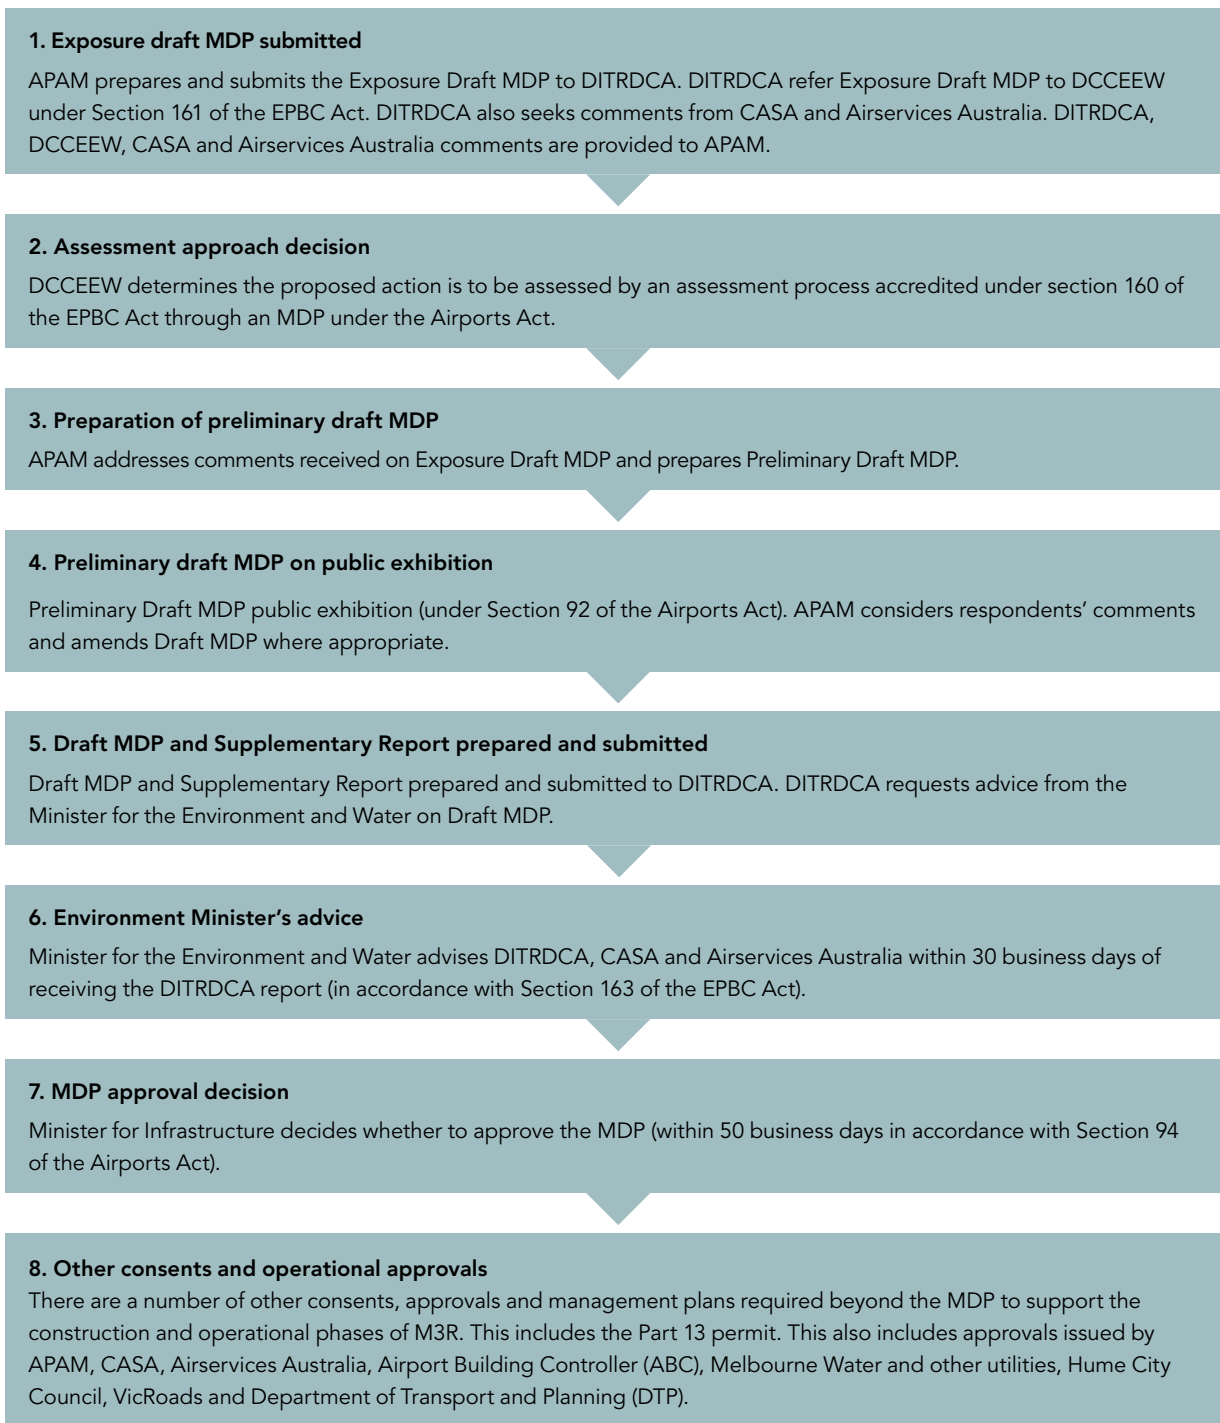 1. Exposure draft MDP submitted
APAM prepares and submits the Exposure Draft MDP to DITRDCA. DITRDCA refer Exposure Draft MDP to DCCEEW
under Section 161 of the EPBC Act. DITRDCA also seeks comments from CASA and Airservices Australia. DITRDCA,
DCCEEW, CASA and Airservices Australia comments are provided to APAM.
2. Assessment approach decision
DCCEEW determines the proposed action is to be assessed by an assessment process accredited under section 160 of
the EPBC Act through an MDP under the Airports Act.
3. Preparation of preliminary draft MDP
APAM addresses comments received on Exposure Draft MDP and prepares Preliminary Draft MDP.
4. Preliminary draft MDP on public exhibition
Preliminary Draft MDP public exhibition (under Section 92 of the Airports Act). APAM considers respondents’ comments
and amends Draft MDP where appropriate.
5. Draft MDP and Supplementary Report prepared and submitted
Draft MDP and Supplementary Report prepared and submitted to DITRDCA. DITRDCA requests advice from the
Minister for the Environment and Water on Draft MDP.
6. Environment Minister’s advice
Minister for the Environment and Water advises DITRDCA, CASA and Airservices Australia within 30 business days of
receiving the DITRDCA report (in accordance with Section 163 of the EPBC Act).
7. MDP approval decision
Minister for Infrastructure decides whether to approve the MDP (within 50 business days in accordance with Section 94
of the Airports Act).
8. Other consents and operational approvals
There are a number of other consents, approvals and management plans required beyond the MDP to support the
construction and operational phases of M3R. This includes the Part 13 permit. This also includes approvals issued by
APAM, CASA, Airservices Australia, Airport Building Controller (ABC), Melbourne Water and other utilities, Hume City
Council, VicRoads and Department of Transport and Planning (DTP).